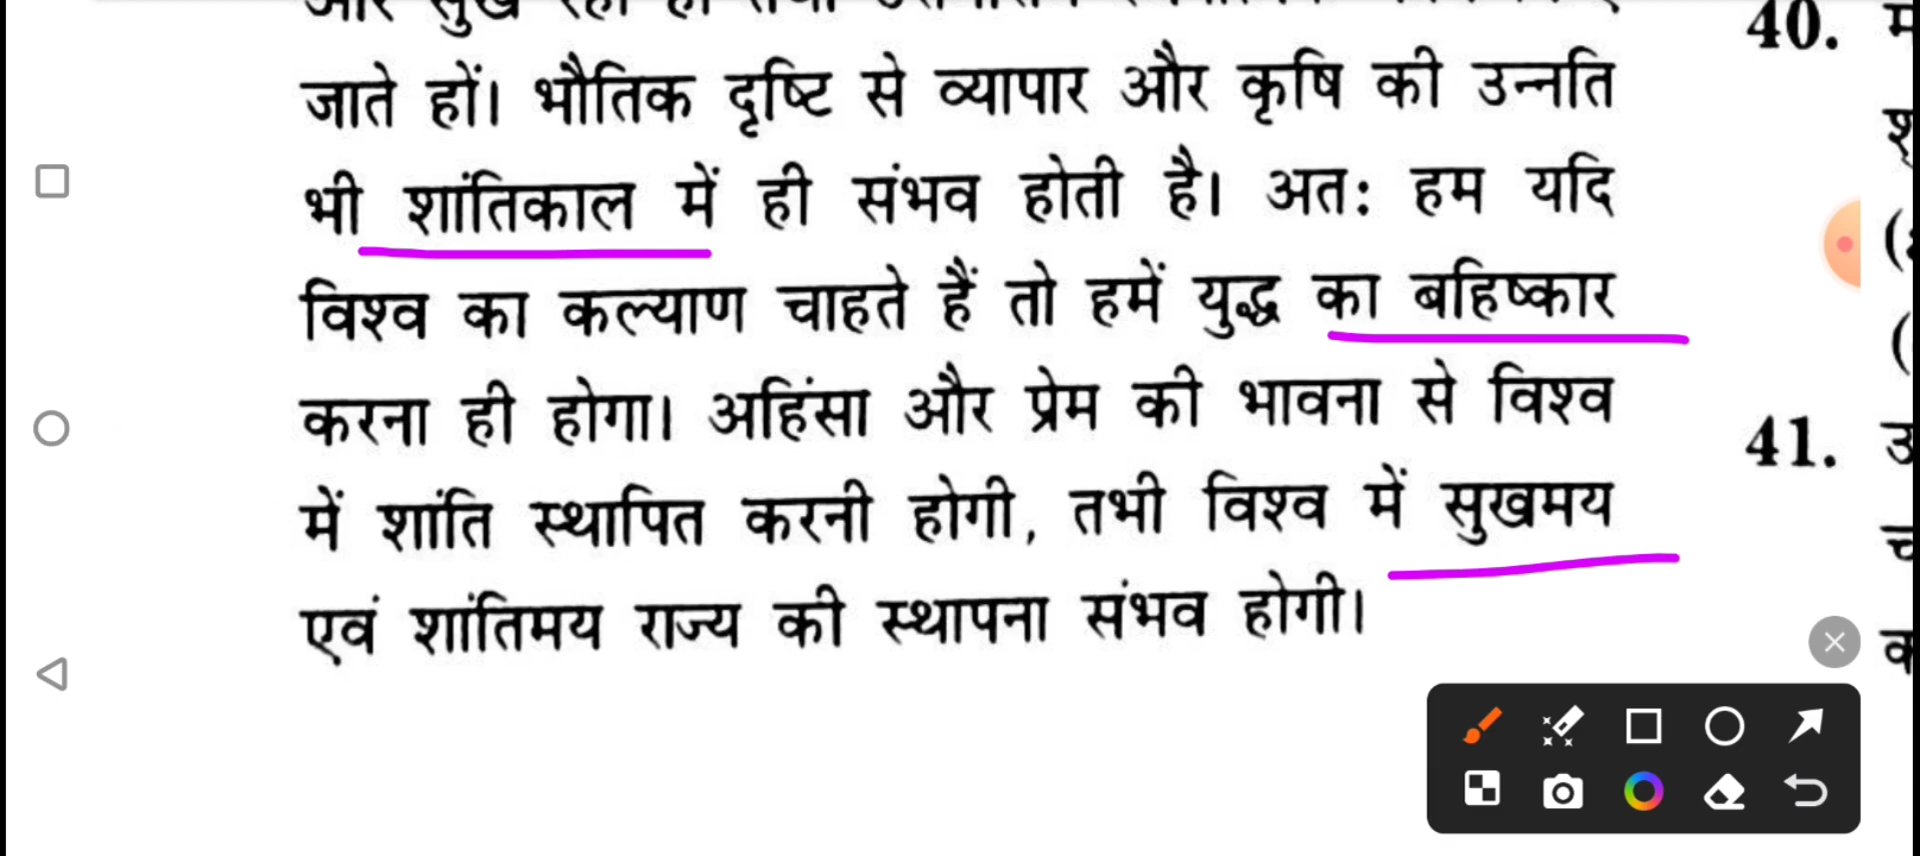 जाते हों। भौतिक दृष्टि से व्यापार और कृषि की उन्नति
भी शांतिकाल में ही संभव होती है। अत: हम यदि
विश्व का कल्याण चाहते हैं तो हमें युद्ध का बहिष्कार
करना ही होगा। अहिंसा और प्रेम की भावना से विश्व
में शांति स्थापित करनी होगी, तभी विश्व में सुखमय
एवं शांतिमय राज्य की स्थापना संभव होगी।
40.
41.